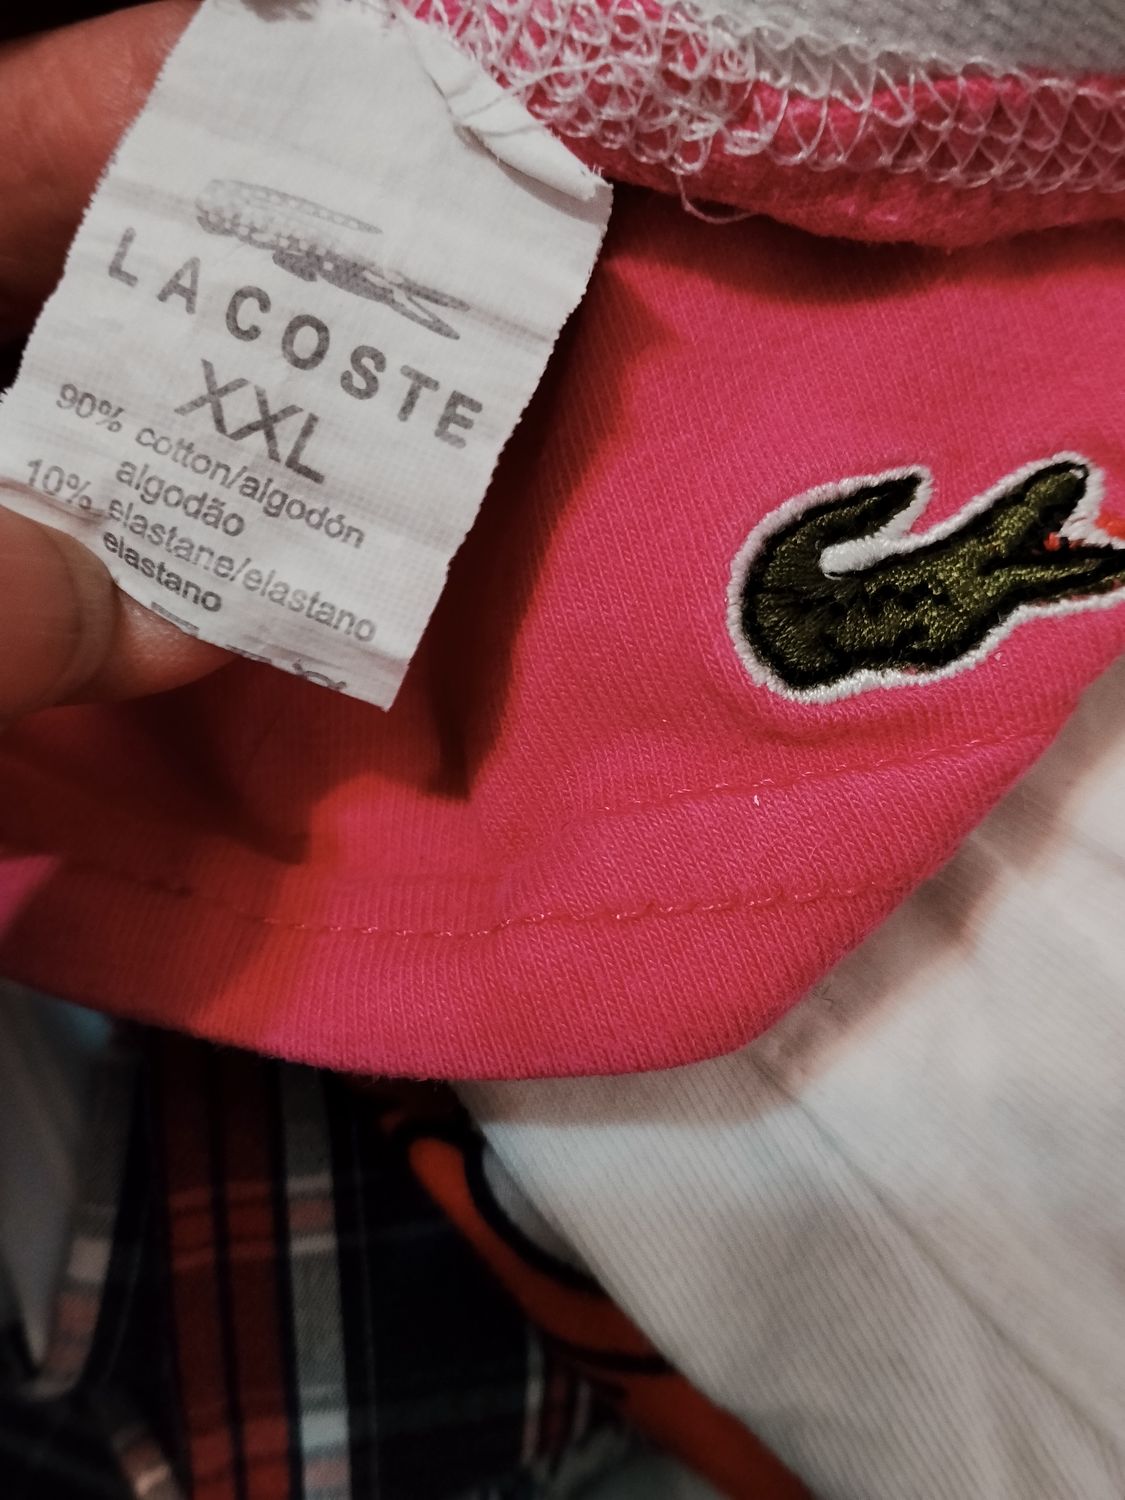 LACOSTE
XXL
90% cotton/algodón
algodão
10% elastane/elastano
elastano